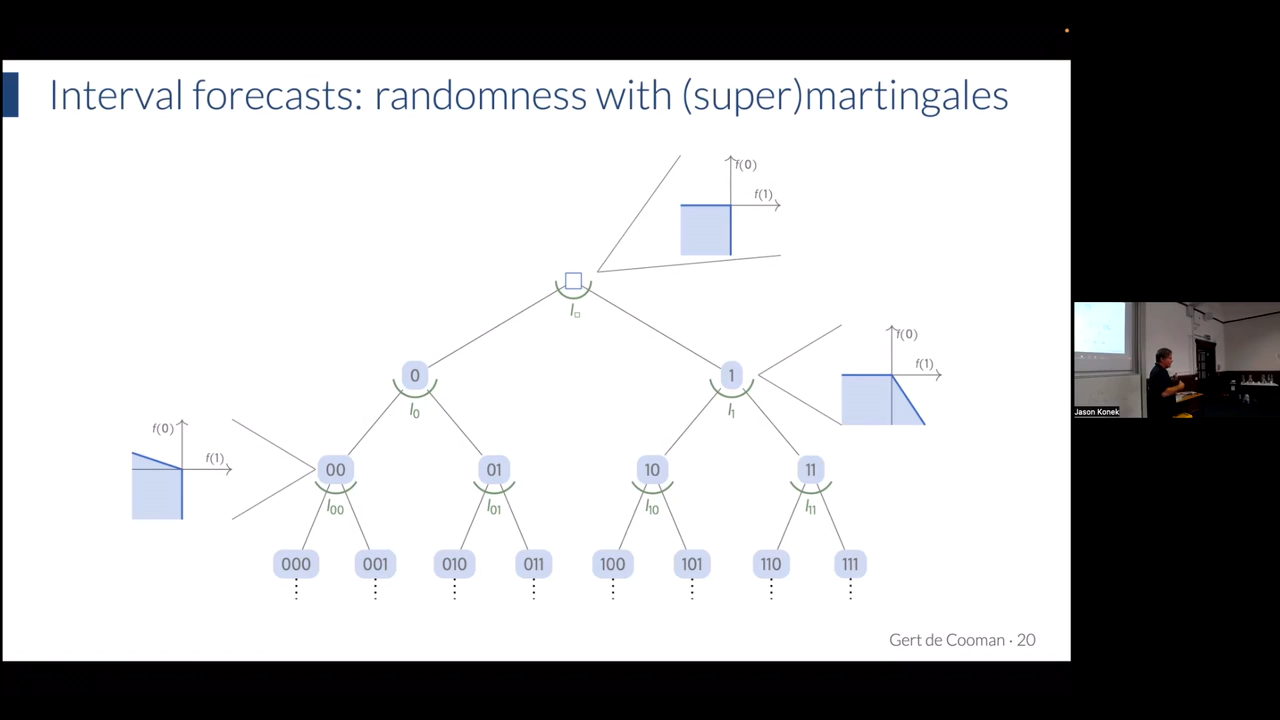 Interval forecasts: randomness with (super)martingales
f(0)
f(1)
I□
f(0)
f(1)
0
1
I0
I1
f(0)
f(1)
00
01
10
11
I00
I01
I10
I11
000
001
010
011
100
101
110
111
Gert de Cooman · 20
Jason Konek